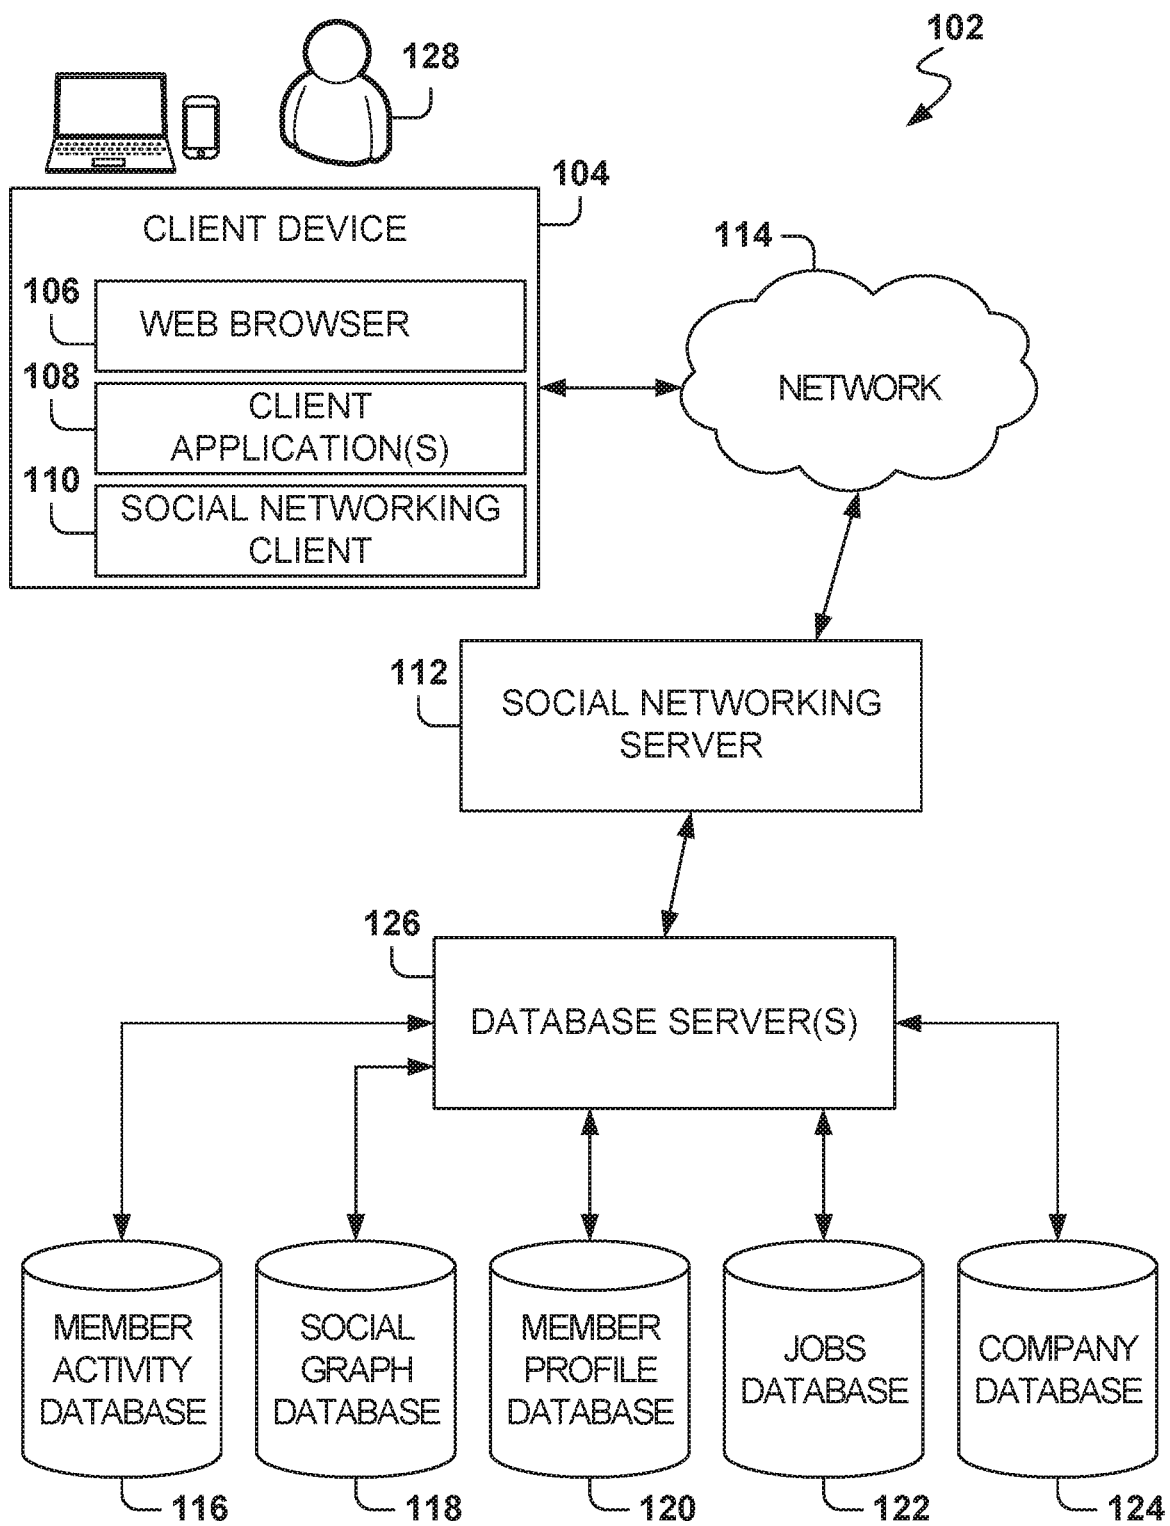 128
102
104
CLIENT DEVICE
114
106
WEB BROWSER
108
CLIENT
APPLICATION(S)
NETWORK
110
SOCIAL NETWORKING
CLIENT
112
SOCIAL NETWORKING
SERVER
126
DATABASE SERVER(S)
MEMBER
ACTIVITY
DATABASE
SOCIAL
GRAPH
DATABASE
MEMBER
PROFILE
DATABASE
JOBS
DATABASE
COMPANY
DATABASE
116
118
120
122
124